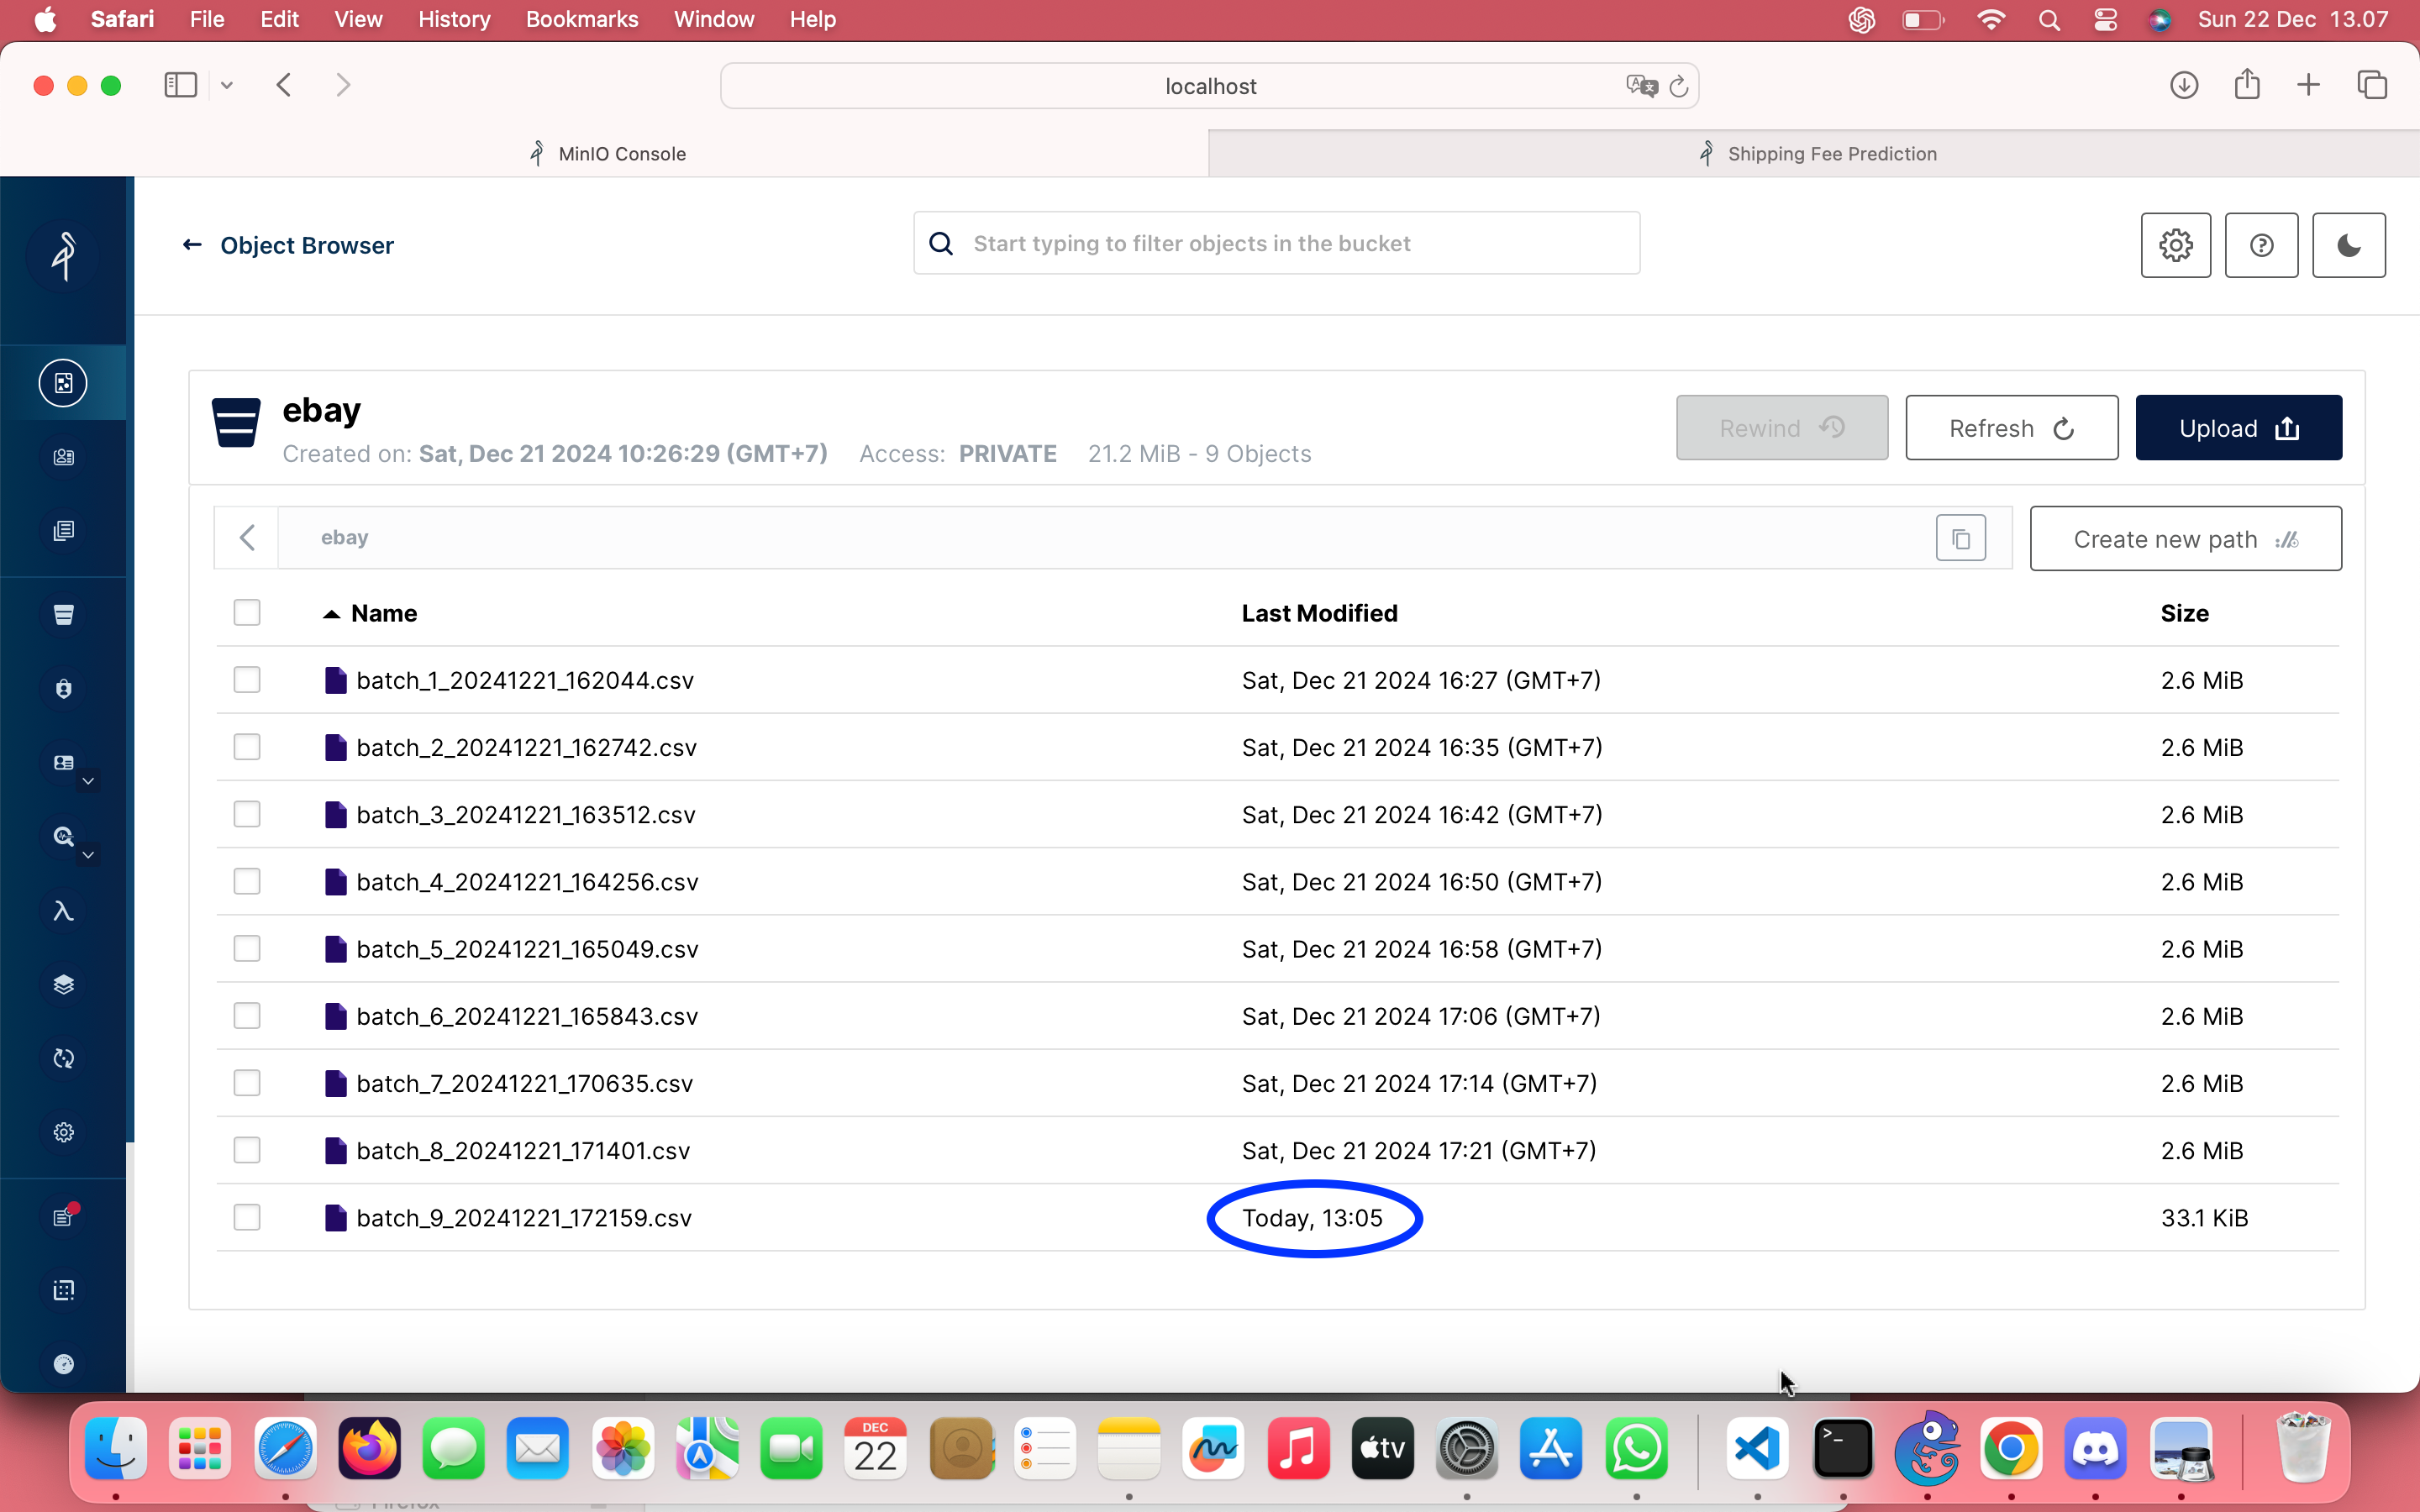 Safari File Edit View History Bookmarks Window Help Sun 22 Dec 13.07
localhost
MinIO Console Shipping Fee Prediction
← Object Browser Start typing to filter objects in the bucket
ebay
Created on: Sat, Dec 21 2024 10:26:29 (GMT+7) Access: PRIVATE 21.2 MiB - 9 Objects
Rewind Refresh Upload
ebay Create new path
Name Last Modified Size
batch_1_20241221_162044.csv Sat, Dec 21 2024 16:27 (GMT+7) 2.6 MiB
batch_2_20241221_162742.csv Sat, Dec 21 2024 16:35 (GMT+7) 2.6 MiB
batch_3_20241221_163512.csv Sat, Dec 21 2024 16:42 (GMT+7) 2.6 MiB
batch_4_20241221_164256.csv Sat, Dec 21 2024 16:50 (GMT+7) 2.6 MiB
batch_5_20241221_165049.csv Sat, Dec 21 2024 16:58 (GMT+7) 2.6 MiB
batch_6_20241221_165843.csv Sat, Dec 21 2024 17:06 (GMT+7) 2.6 MiB
batch_7_20241221_170635.csv Sat, Dec 21 2024 17:14 (GMT+7) 2.6 MiB
batch_8_20241221_171401.csv Sat, Dec 21 2024 17:21 (GMT+7) 2.6 MiB
batch_9_20241221_172159.csv Today, 13:05 33.1 KiB
DEC
22
tv
Firefox